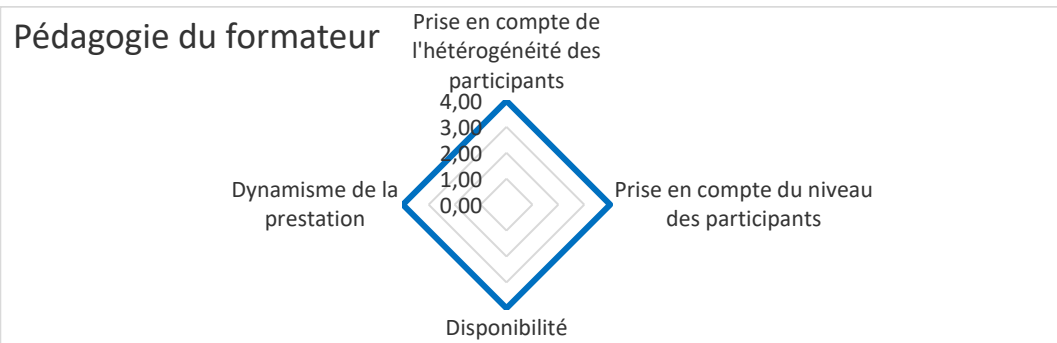 Pédagogie du formateur
Prise en compte de
l'hétérogénéité des
participants
4,00
3,00
2,00
1,00
0,00
Dynamisme de la
prestation
Prise en compte du niveau
des participants
Disponibilité